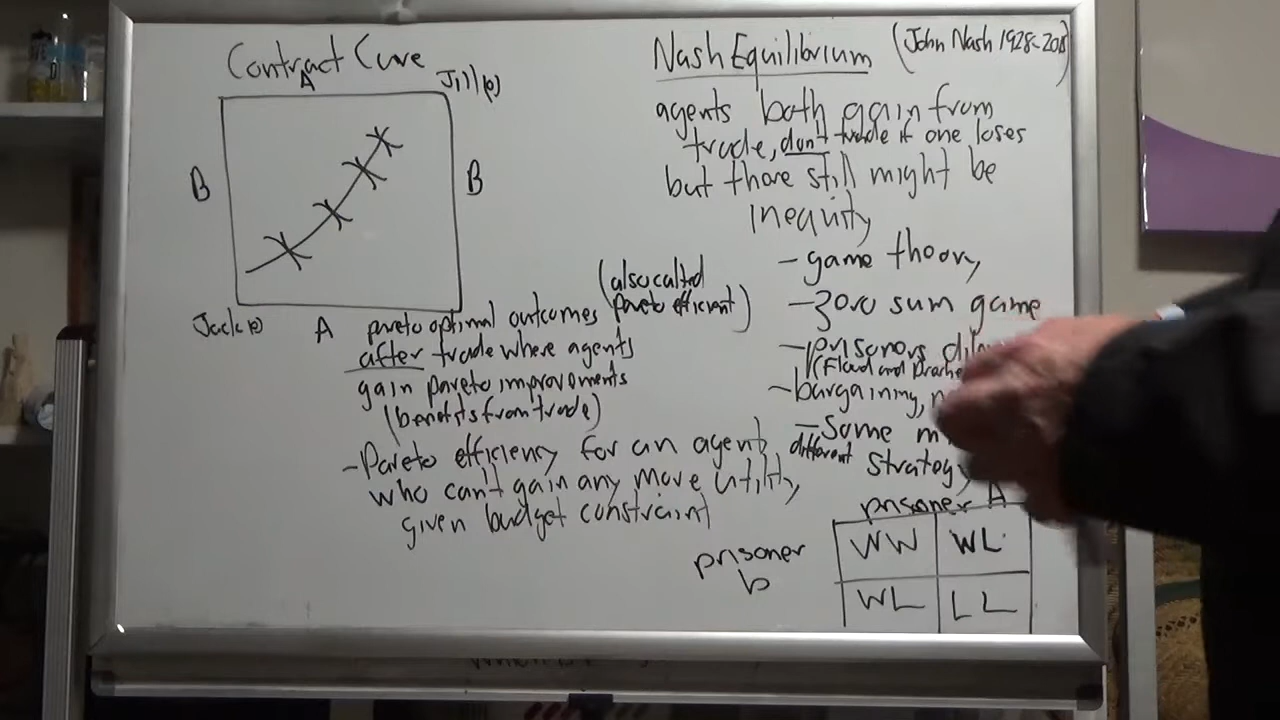 Contract Cuve
A
Jill(o)
B
B
Jack(o)
A
pareto optimal outcomes (also called pareto efficient)
after trade where agents
gain pareto improvements
(benefits from trade)
-Pareto efficiency for an agent
who can't gain any more utility,
given budget constraint
Nash Equilibrium (John Nash 1928-2015)
agents both gain from
trade, don't trade if one loses
but there still might be
inequity
-game theory
-zero sum game
-prisoners
(Flood and
-bargaining,
-Some
different strategy
prisoner A
prisoner
b
WW WL
WL LL